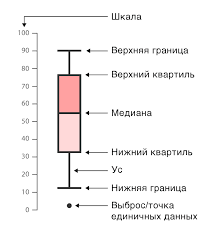 Шкала
100
90
80
70
60
50
40
30
20
10
0
Верхняя граница
Верхний квартиль
Медиана
Нижний квартиль
Ус
Нижняя граница
Выброс/точка
единичных данных